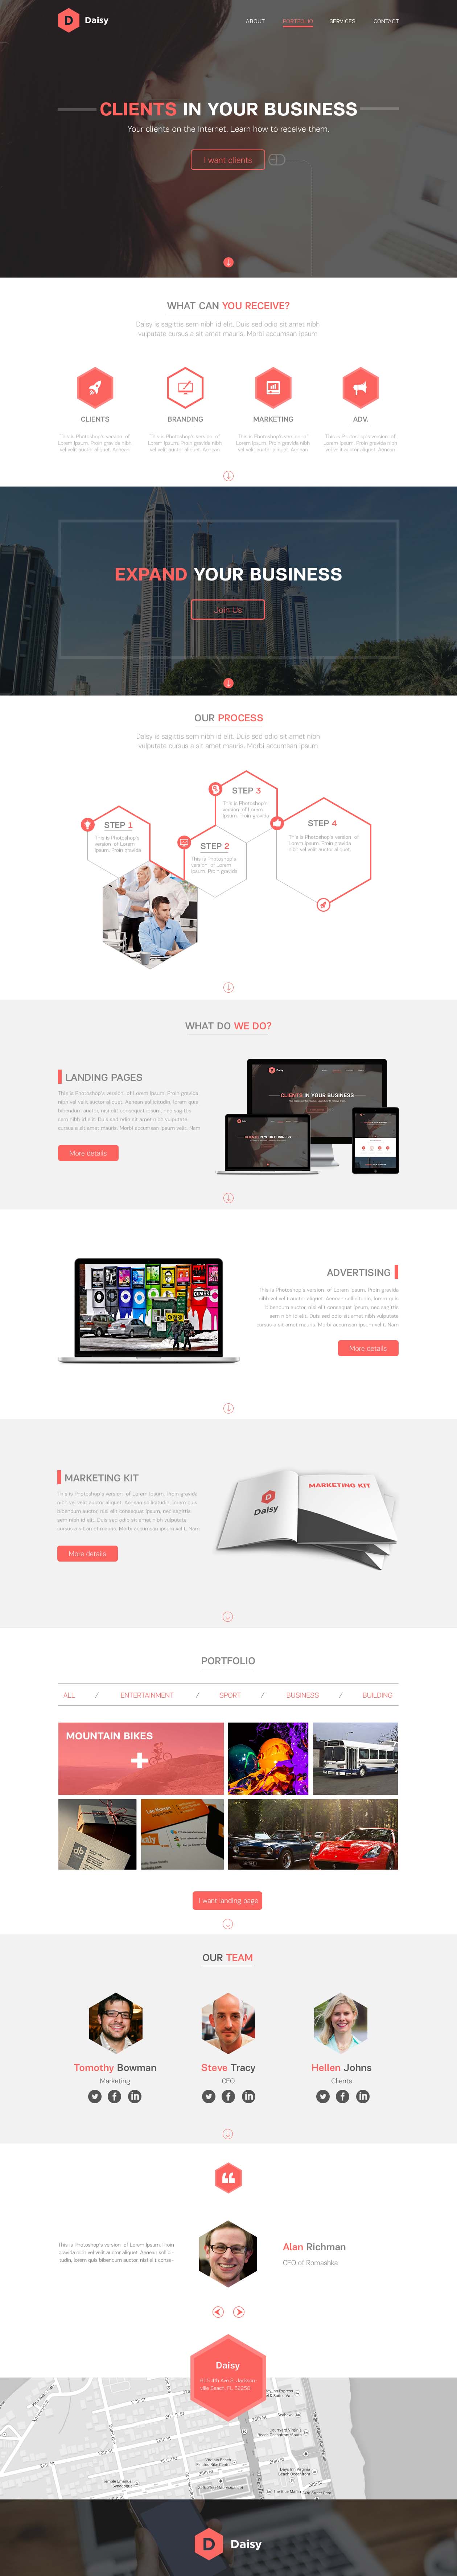 D Daisy
ABOUT PORTFOLIO SERVICES CONTACT
CLIENTS IN YOUR BUSINESS
Your clients on the internet. Learn how to receive them.
I want clients
WHAT CAN YOU RECEIVE?
Daisy is sagittis sem nibh id elit. Duis sed odio sit amet nibh
vulputate cursus a sit amet mauris. Morbi accumsan ipsum
CLIENTS
This is Photoshop's version of
Lorem Ipsum. Proin gravida nibh
vel velit auctor aliquet. Aenean
BRANDING
This is Photoshop's version of
Lorem Ipsum. Proin gravida nibh
vel velit auctor aliquet. Aenean
MARKETING
This is Photoshop's version of
Lorem Ipsum. Proin gravida nibh
vel velit auctor aliquet. Aenean
ADV.
This is Photoshop's version of
Lorem Ipsum. Proin gravida nibh
vel velit auctor aliquet. Aenean
EXPAND YOUR BUSINESS
Join Us
OUR PROCESS
Daisy is sagittis sem nibh id elit. Duis sed odio sit amet nibh
vulputate cursus a sit amet mauris. Morbi accumsan ipsum
STEP 1
This is Photoshop's
version of Lorem
Ipsum. Proin gravida
STEP 2
This is Photoshop's
version of Lorem
Ipsum. Proin gravida
STEP 3
This is Photoshop's
version of Lorem
Ipsum. Proin gravida
STEP 4
This is Photoshop's version of
Lorem Ipsum. Proin gravida
nibh vel velit auctor aliquet.
WHAT DO WE DO?
LANDING PAGES
This is Photoshop's version of Lorem Ipsum. Proin gravida
nibh vel velit auctor aliquet. Aenean sollicitudin, lorem quis
bibendum auctor, nisi elit consequat ipsum, nec sagittis
sem nibh id elit. Duis sed odio sit amet nibh vulputate
cursus a sit amet mauris. Morbi accumsan ipsum velit. Nam
More details
Daisy
CLIENTS IN YOUR BUSINESS
CLIENTS IN YOUR BUSINESS
ADVERTISING
This is Photoshop's version of Lorem Ipsum. Proin gravida
nibh vel velit auctor aliquet. Aenean sollicitudin, lorem quis
bibendum auctor, nisi elit consequat ipsum, nec sagittis
sem nibh id elit. Duis sed odio sit amet nibh vulputate
cursus a sit amet mauris. Morbi accumsan ipsum velit. Nam
More details
MARKETING KIT
This is Photoshop's version of Lorem Ipsum. Proin gravida
nibh vel velit auctor aliquet. Aenean sollicitudin, lorem quis
bibendum auctor, nisi elit consequat ipsum, nec sagittis
sem nibh id elit. Duis sed odio sit amet nibh vulputate
cursus a sit amet mauris. Morbi accumsan ipsum velit. Nam
More details
D
Daisy
MARKETING KIT
PORTFOLIO
ALL / ENTERTAINMENT / SPORT / BUSINESS / BUILDING
MOUNTAIN BIKES
+
db
I want landing page
OUR TEAM
Tomothy Bowman
Marketing
Steve Tracy
CEO
Hellen Johns
Clients
This is Photoshop's version of Lorem Ipsum. Proin
gravida nibh vel velit auctor aliquet. Aenean sollici-
tudin, lorem quis bibendum auctor, nisi elit conse-
Alan Richman
CEO of Romashka
Daisy
615 8th Ave S, Jackson-
ville Beach, FL 32250
D Daisy